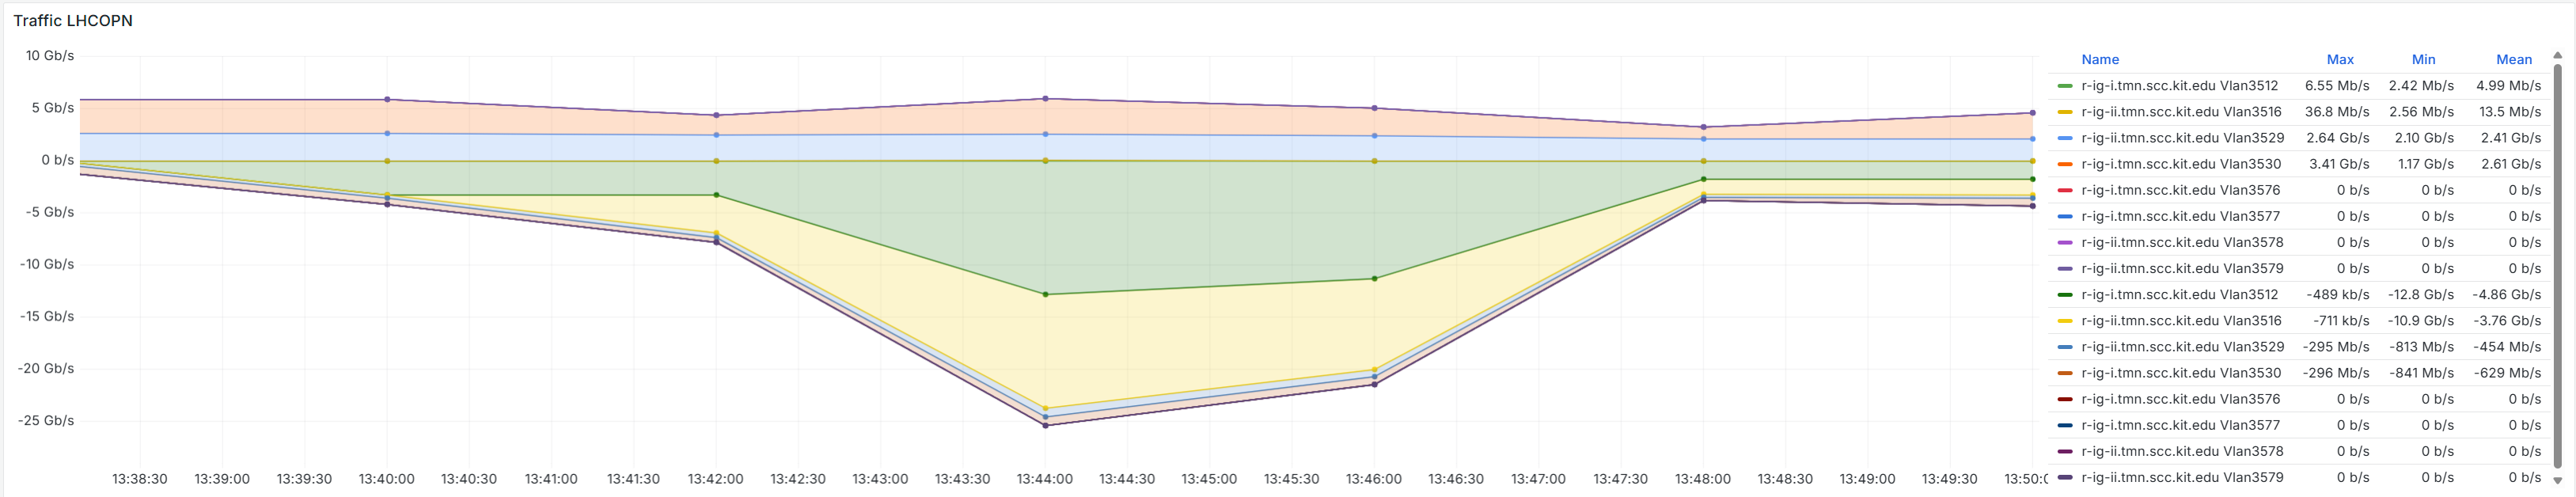 Traffic LHCOPN
10 Gb/s
5 Gb/s
0 b/s
-5 Gb/s
-10 Gb/s
-15 Gb/s
-20 Gb/s
-25 Gb/s
13:38:30 13:39:00 13:39:30 13:40:00 13:40:30 13:41:00 13:41:30 13:42:00 13:42:30 13:43:00 13:43:30 13:44:00 13:44:30 13:45:00 13:45:30 13:46:00 13:46:30 13:47:00 13:47:30 13:48:00 13:48:30 13:49:00 13:49:30 13:50:0
Name Max Min Mean
r-ig-i.tmn.scc.kit.edu Vlan3512 6.55 Mb/s 2.42 Mb/s 4.99 Mb/s
r-ig-ii.tmn.scc.kit.edu Vlan3516 36.8 Mb/s 2.56 Mb/s 13.5 Mb/s
r-ig-ii.tmn.scc.kit.edu Vlan3529 2.64 Gb/s 2.10 Gb/s 2.41 Gb/s
r-ig-i.tmn.scc.kit.edu Vlan3530 3.41 Gb/s 1.17 Gb/s 2.61 Gb/s
r-ig-i.tmn.scc.kit.edu Vlan3576 0 b/s 0 b/s 0 b/s
r-ig-i.tmn.scc.kit.edu Vlan3577 0 b/s 0 b/s 0 b/s
r-ig-ii.tmn.scc.kit.edu Vlan3578 0 b/s 0 b/s 0 b/s
r-ig-ii.tmn.scc.kit.edu Vlan3579 0 b/s 0 b/s 0 b/s
r-ig-i.tmn.scc.kit.edu Vlan3512 -489 kb/s -12.8 Gb/s -4.86 Gb/s
r-ig-ii.tmn.scc.kit.edu Vlan3516 -711 kb/s -10.9 Gb/s -3.76 Gb/s
r-ig-ii.tmn.scc.kit.edu Vlan3529 -295 Mb/s -813 Mb/s -454 Mb/s
r-ig-i.tmn.scc.kit.edu Vlan3530 -296 Mb/s -841 Mb/s -629 Mb/s
r-ig-i.tmn.scc.kit.edu Vlan3576 0 b/s 0 b/s 0 b/s
r-ig-i.tmn.scc.kit.edu Vlan3577 0 b/s 0 b/s 0 b/s
r-ig-ii.tmn.scc.kit.edu Vlan3578 0 b/s 0 b/s 0 b/s
r-ig-ii.tmn.scc.kit.edu Vlan3579 0 b/s 0 b/s 0 b/s